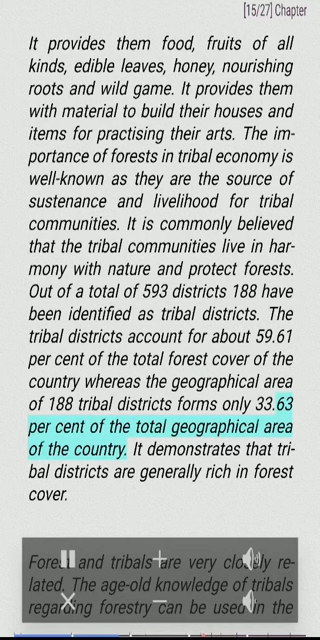 [15/27] Chapter
It provides them food, fruits of all
kinds, edible leaves, honey, nourishing
roots and wild game. It provides them
with material to build their houses and
items for practising their arts. The im-
portance of forests in tribal economy is
well-known as they are the source of
sustenance and livelihood for tribal
communities. It is commonly believed
that the tribal communities live in har-
mony with nature and protect forests.
Out of a total of 593 districts 188 have
been identified as tribal districts. The
tribal districts account for about 59.61
per cent of the total forest cover of the
country whereas the geographical area
of 188 tribal districts forms only 33.63
per cent of the total geographical area
of the country. It demonstrates that tri-
bal districts are generally rich in forest
cover.
Forest and tribals are very closely re-
lated. The age-old knowledge of tribals
regarding forestry can be used in the